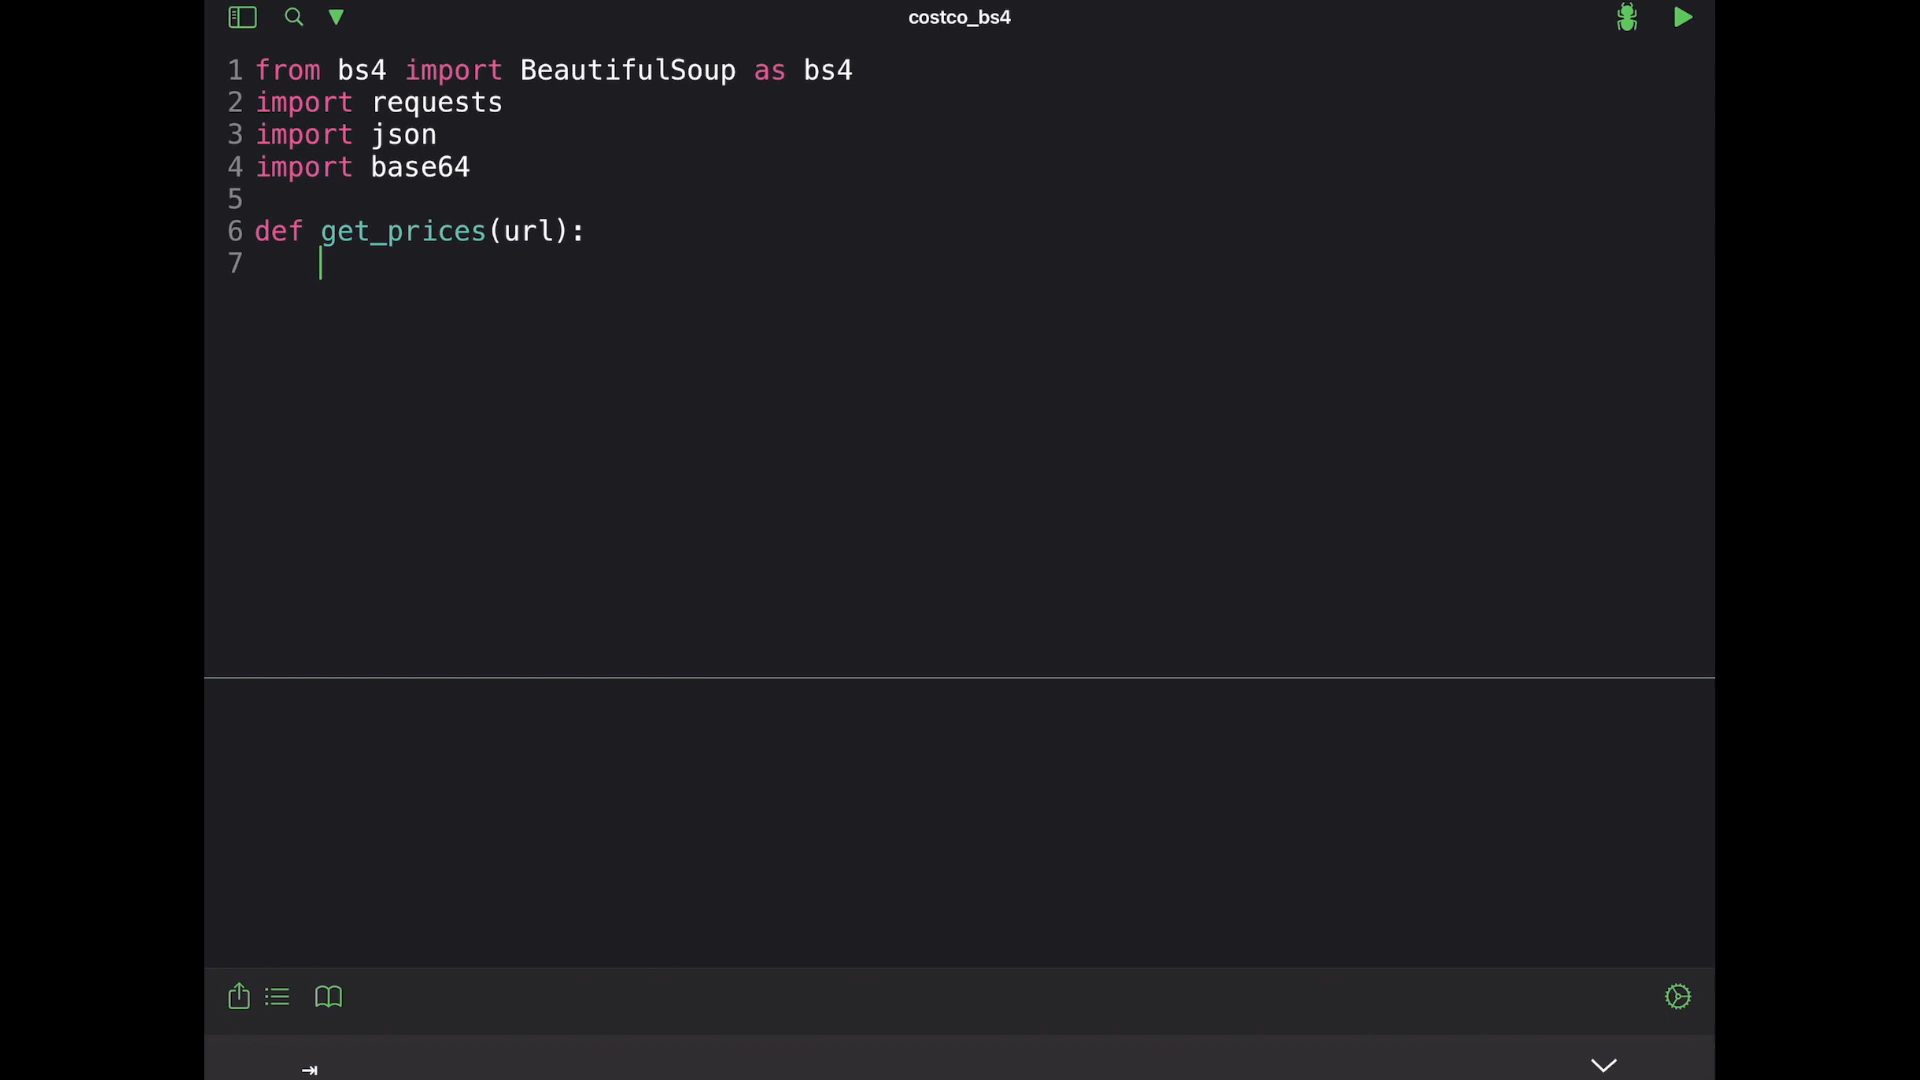 costco_bs4
1 from bs4 import BeautifulSoup as bs4
2 import requests
3 import json
4 import base64
5
6 def get_prices(url):
7